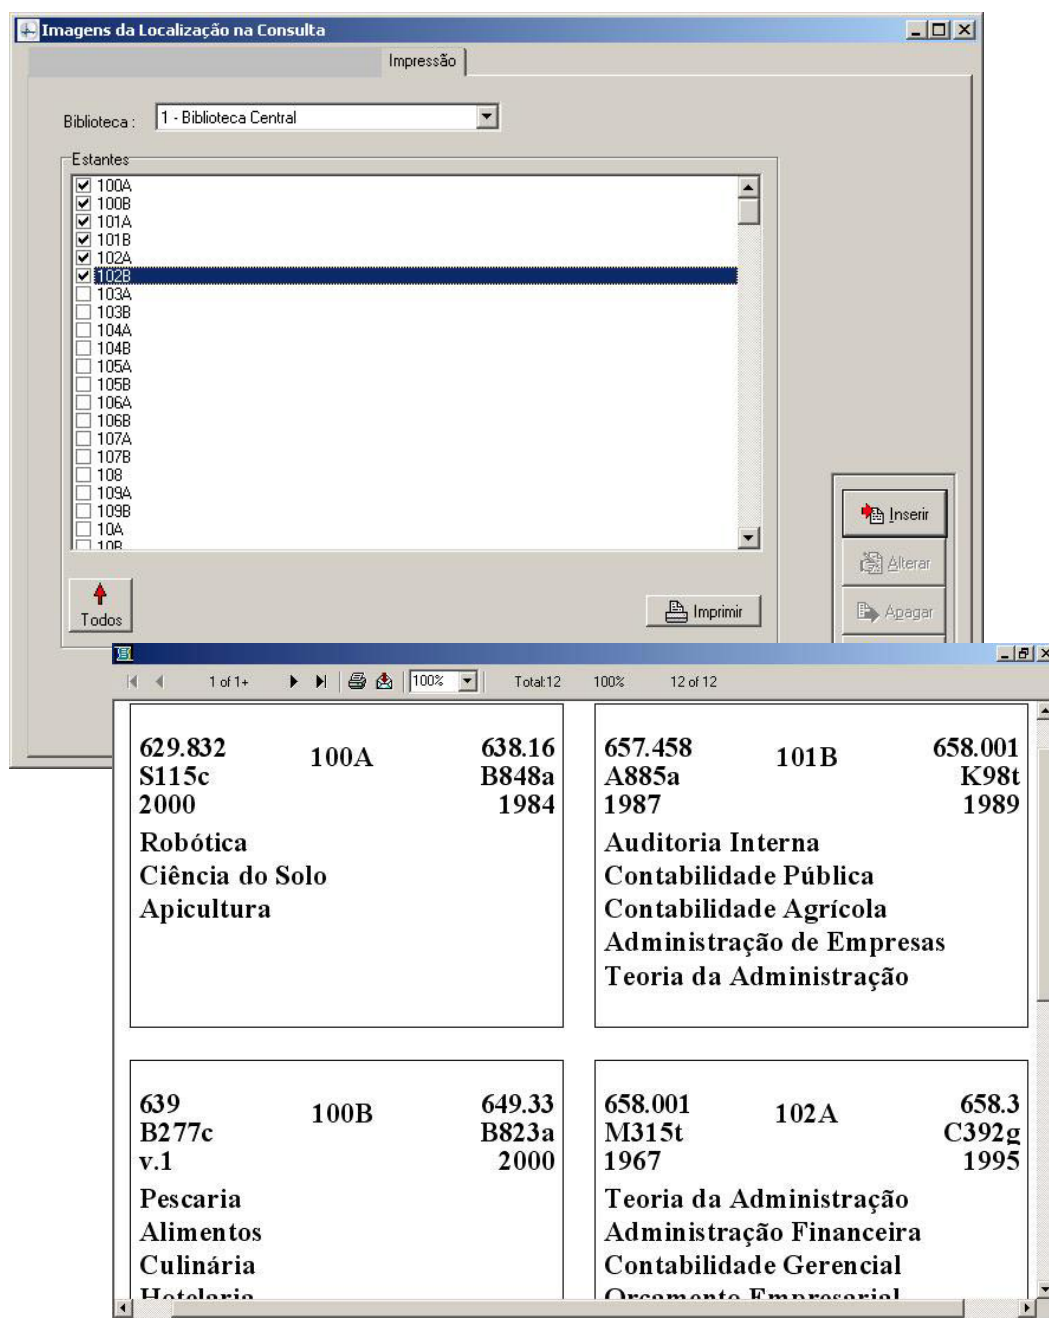 Imagens da Localização na Consulta
Impressão
Biblioteca :
1 - Biblioteca Central
Estantes
100A
100B
101A
101B
102A
102B
103A
103B
104A
104B
105A
105B
106A
106B
107A
107B
108
109A
109B
10A
10B
Inserir
Alterar
Apagar
Todos
Imprimir
1 of 1+
100%
Total:12
100%
12 of 12
629.832
S115c
2000
100A
638.16
B848a
1984
Robótica
Ciência do Solo
Apicultura
657.458
A885a
1987
101B
658.001
K98t
1989
Auditoria Interna
Contabilidade Pública
Contabilidade Agrícola
Administração de Empresas
Teoria da Administração
639
B277c
v.1
100B
649.33
B823a
2000
Pescaria
Alimentos
Culinária
Hotelaria
658.001
M315t
1967
102A
658.3
C392g
1995
Teoria da Administração
Administração Financeira
Contabilidade Gerencial
Orçamento Empresarial